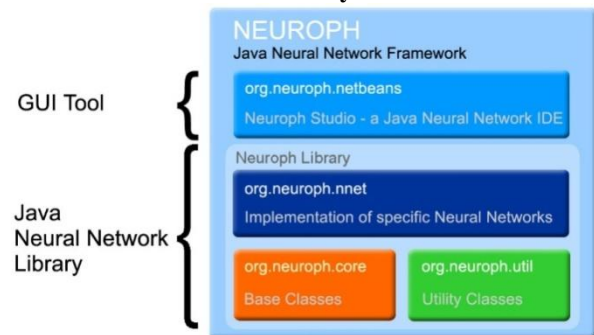 NEUROPH
Java Neural Network Framework
GUI Tool
org.neuroph.netbeans
Neuroph Studio - a Java Neural Network IDE
Java
Neural Network
Library
Neuroph Library
org.neuroph.nnet
Implementation of specific Neural Networks
org.neuroph.core
Base Classes
org.neuroph.util
Utility Classes